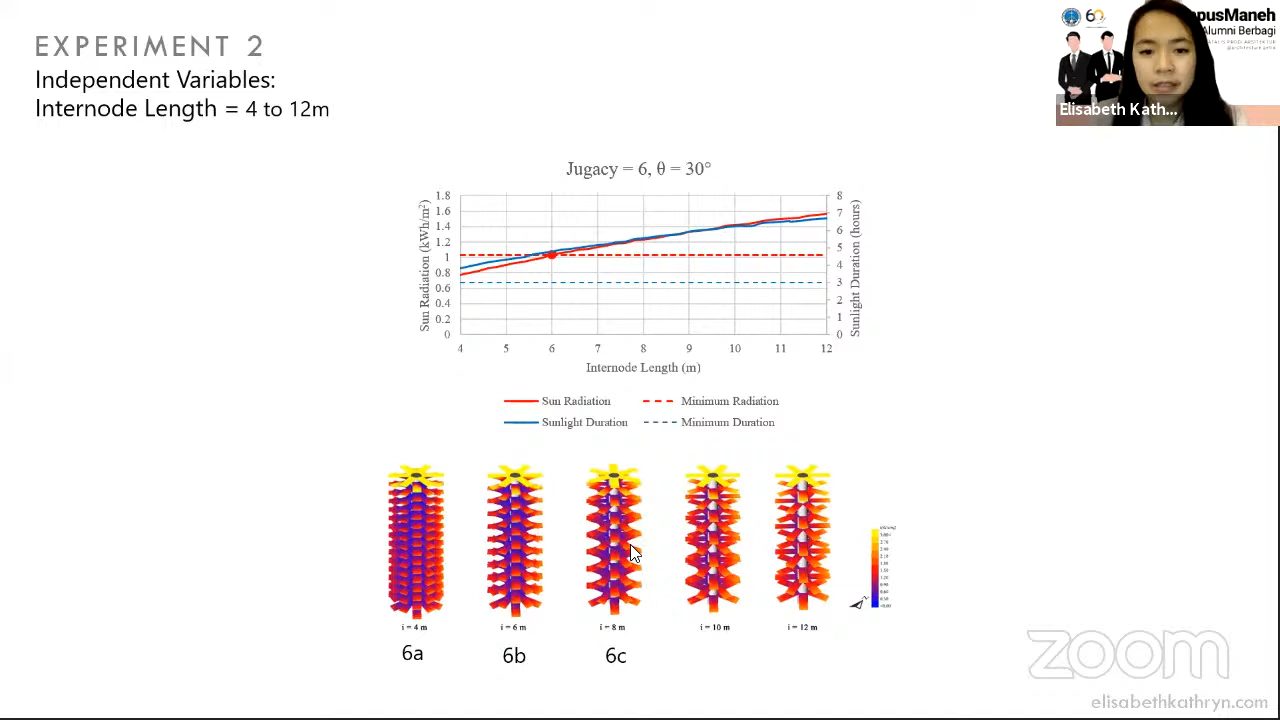 EXPERIMENT 2
Independent Variables:
Internode Length = 4 to 12m
60
pusManeh
Alumni Berbagi
Elisabeth Kath...
Jugacy = 6, θ = 30°
Sun Radiation (kWh/m²)
1.8
1.6
1.4
1.2
1
0.8
0.6
0.4
0.2
0
8
7
6
5
4
3
2
1
0
Sunlight Duration (hours)
4 5 6 7 8 9 10 11 12
Internode Length (m)
Sun Radiation Minimum Radiation
Sunlight Duration Minimum Duration
i = 4 m i = 6 m i = 8 m i = 10 m i = 12 m
6a 6b 6c
zoom
elisabethkathryn.com